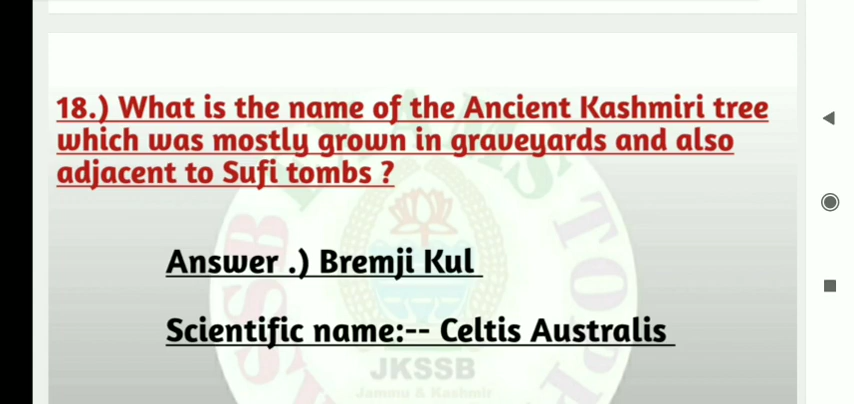 18.) What is the name of the Ancient Kashmiri tree
which was mostly grown in graveyards and also
adjacent to Sufi tombs ?
Answer .) Bremji Kul
Scientific name:-- Celtis Australis
JKSSB
Jammu & Kashmir